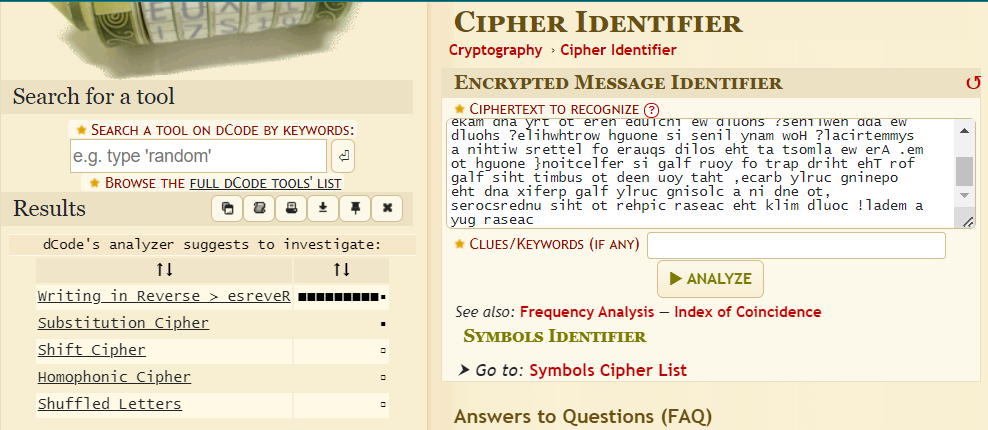 CIPHER IDENTIFIER
Cryptography › Cipher Identifier
Search for a tool
SEARCH A TOOL ON DCODE BY KEYWORDS:
e.g. type 'random'
BROWSE THE FULL DCODE TOOLS' LIST
Results
dCode's analyzer suggests to investigate:
↑↓ ↑↓
Writing in Reverse > esreveR
Substitution Cipher
Shift Cipher
Homophonic Cipher
Shuffled Letters
ENCRYPTED MESSAGE IDENTIFIER
CIPHERTEXT TO RECOGNIZE ?
ekam dna yrt ot ereh edulcni ew dluohs ?senilwen dda ew
dluohs ?elihwhtrow hguone si senil ynam woH ?lacirtemmys
a nihtiw srettel fo erauqs dilos eht ta tsomla ew erA .em
ot hguone }noitcelfer si galf ruoy fo trap driht ehT rof
galf siht timbus ot deen uoy taht ,ecarb ylruc gninepo
eht dna xiferp galf ylruc gnisolc a ni dne ot,
serocsrednu siht ot rehpic raseac eht klim dluoc !ladem a
yug raseac
CLUES/KEYWORDS (IF ANY)
ANALYZE
See also: Frequency Analysis – Index of Coincidence
SYMBOLS IDENTIFIER
Go to: Symbols Cipher List
Answers to Questions (FAQ)